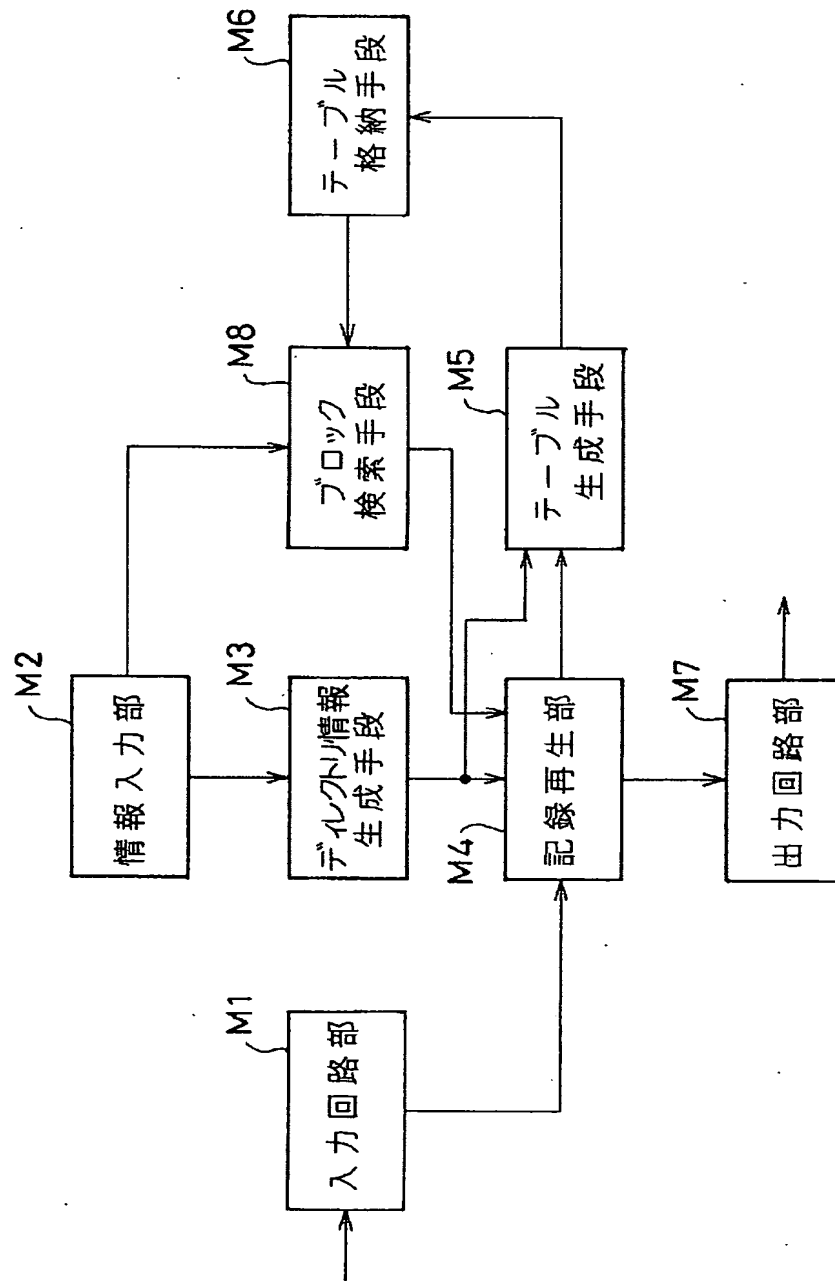 M1
入力回路部
M2
情報入力部
M3
ディレクトリ情報
生成手段
M4
記録再生部
M5
テーブル
生成手段
M6
テーブル
格納手段
M7
出力回路部
M8
ブロック
検索手段